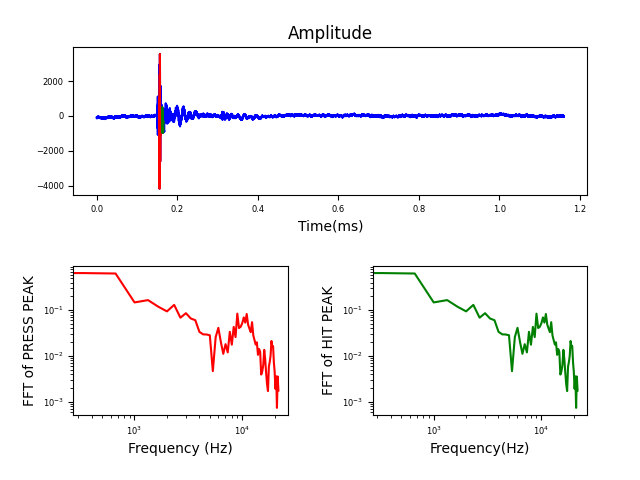 Amplitude
2000
0
−2000
−4000
0.0 0.2 0.4 0.6 0.8 1.0 1.2
Time(ms)
FFT of PRESS PEAK
10⁻¹
10⁻²
10⁻³
10³ 10⁴
Frequency (Hz)
FFT of HIT PEAK
10⁻¹
10⁻²
10⁻³
10³ 10⁴
Frequency(Hz)